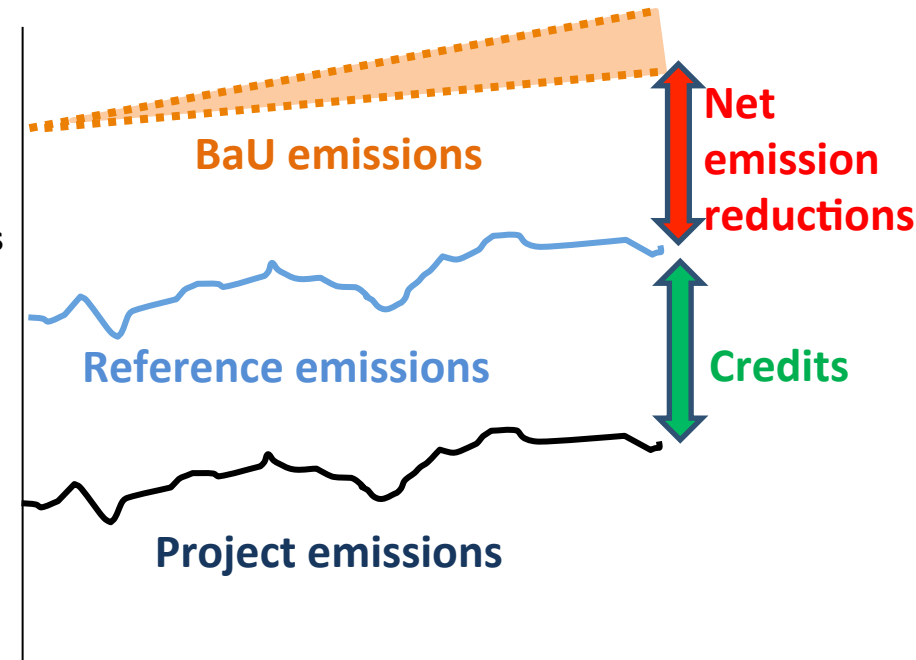 BaU emissions
Net
emission
reductions
s
Reference emissions
Credits
Project emissions